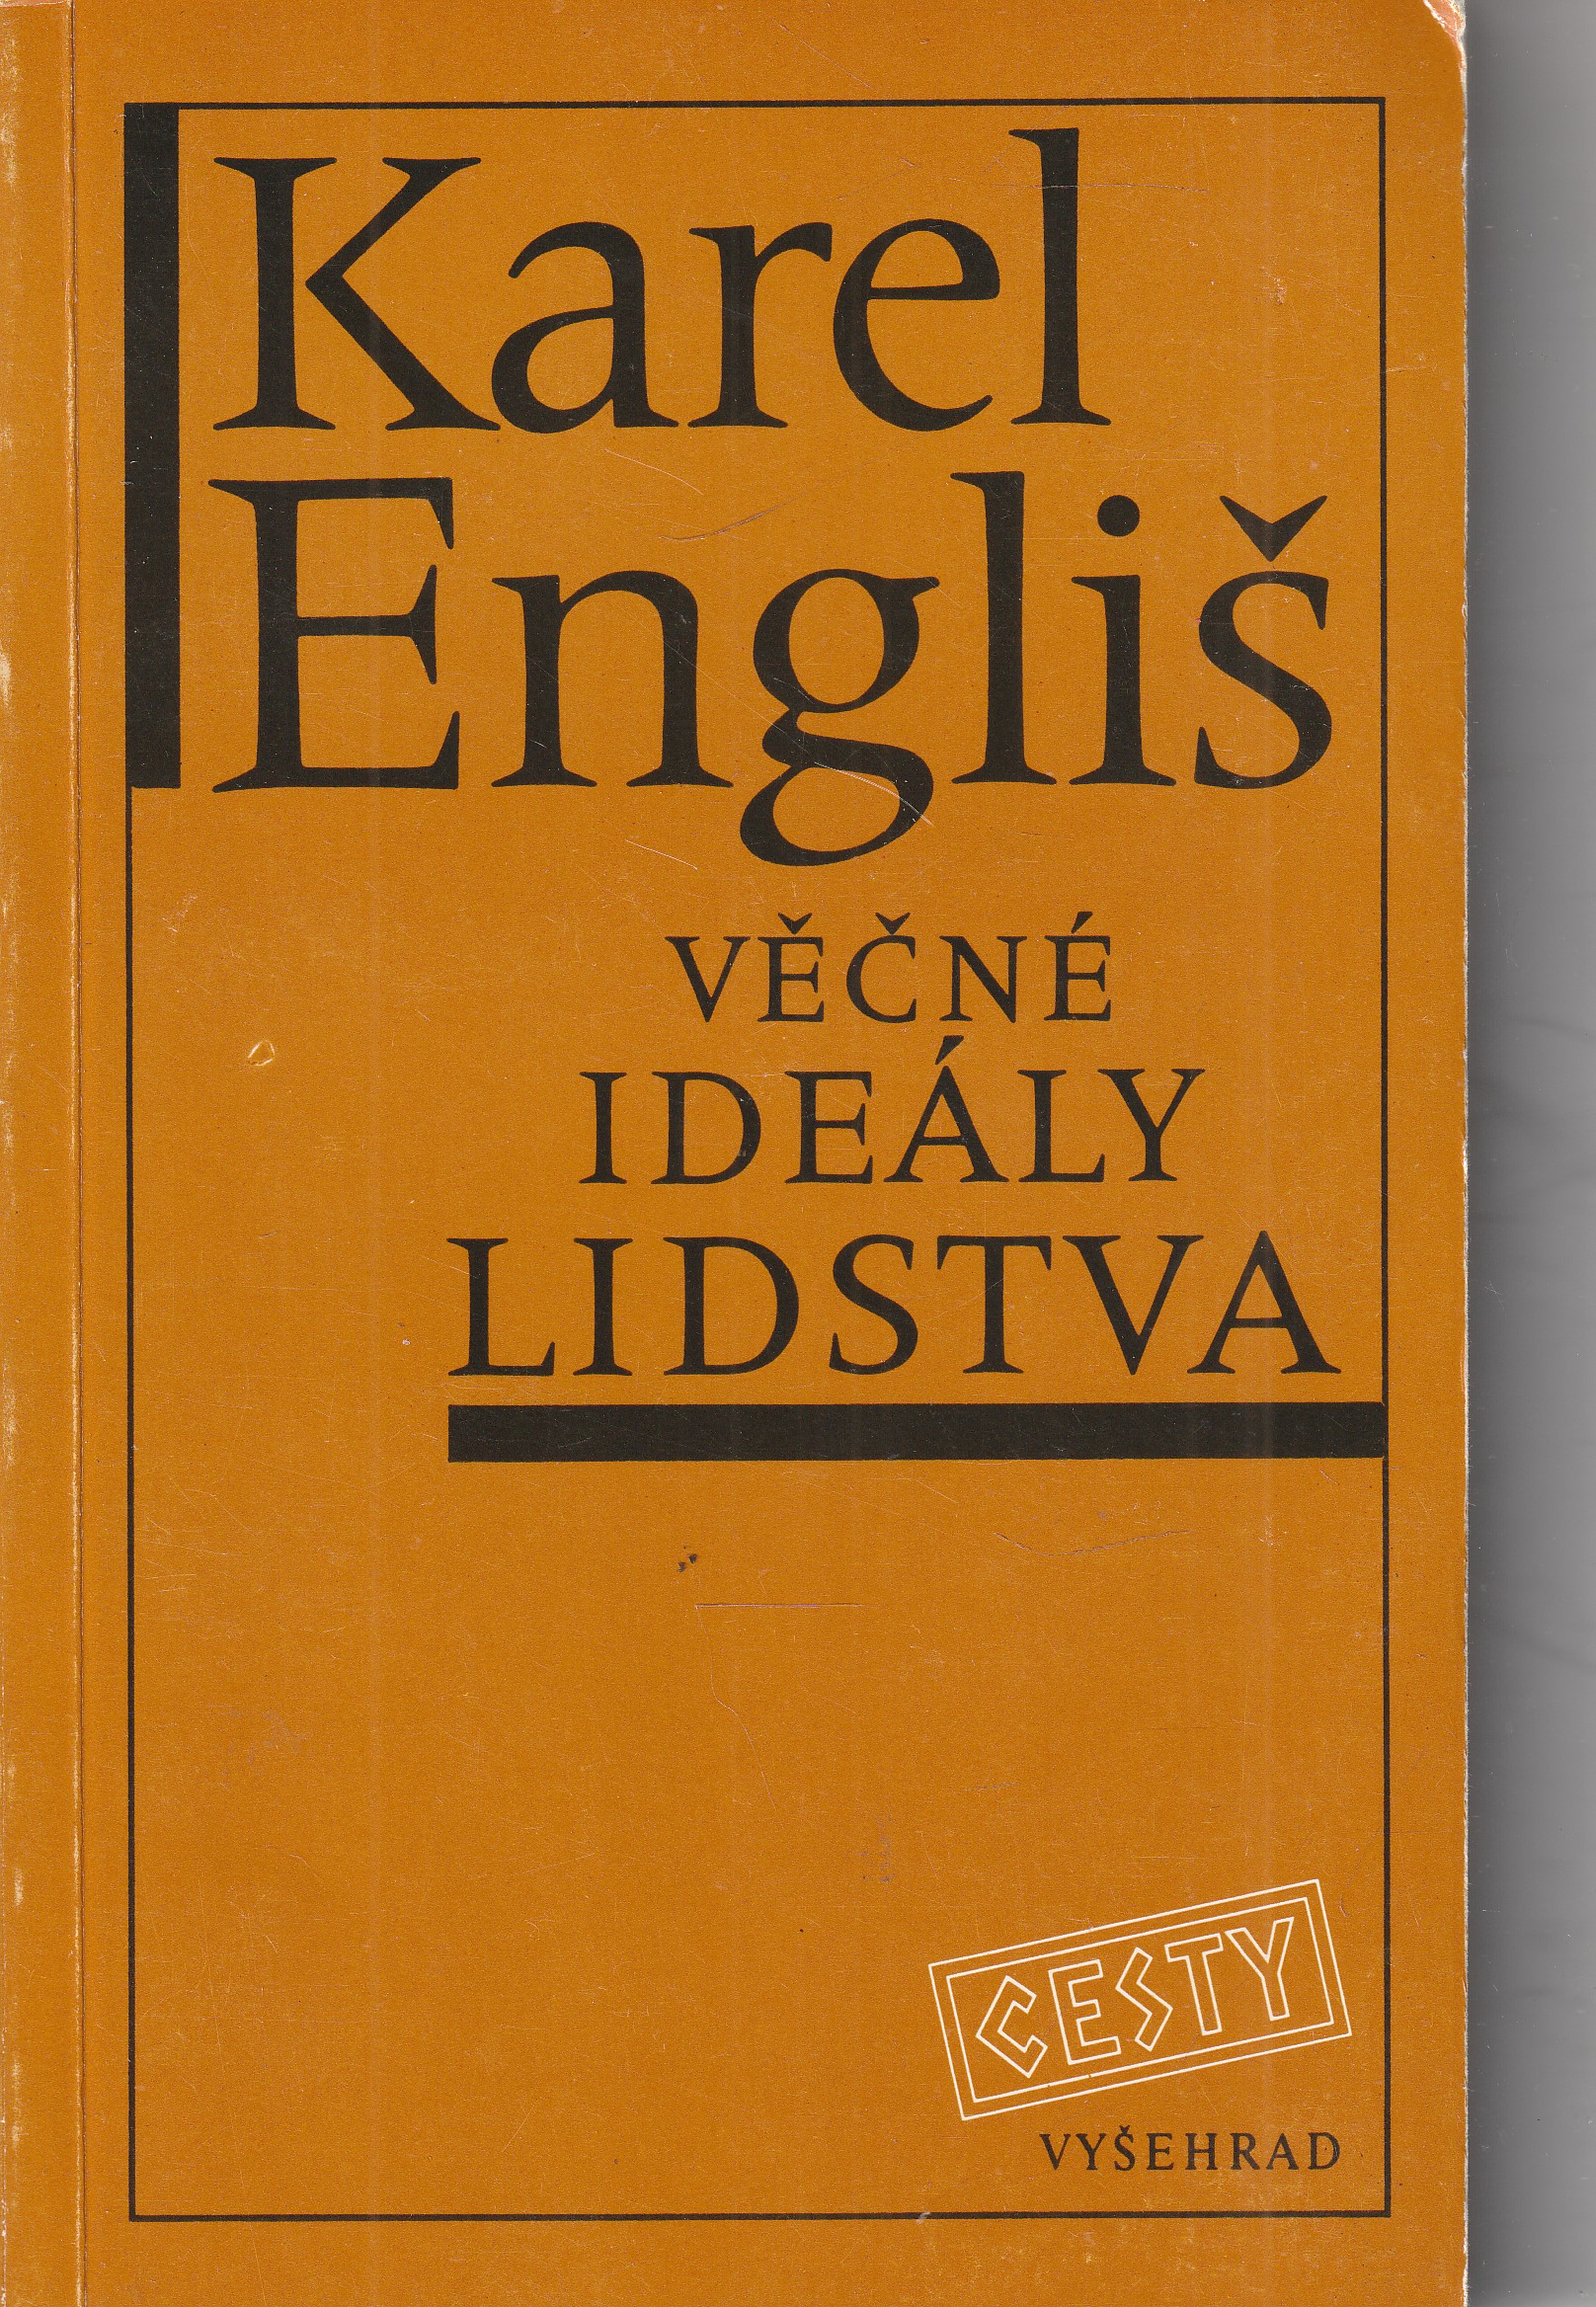 Karel
Engliš
VĚČNÉ
IDEÁLY
LIDSTVA
CESTY
VYŠEHRAD